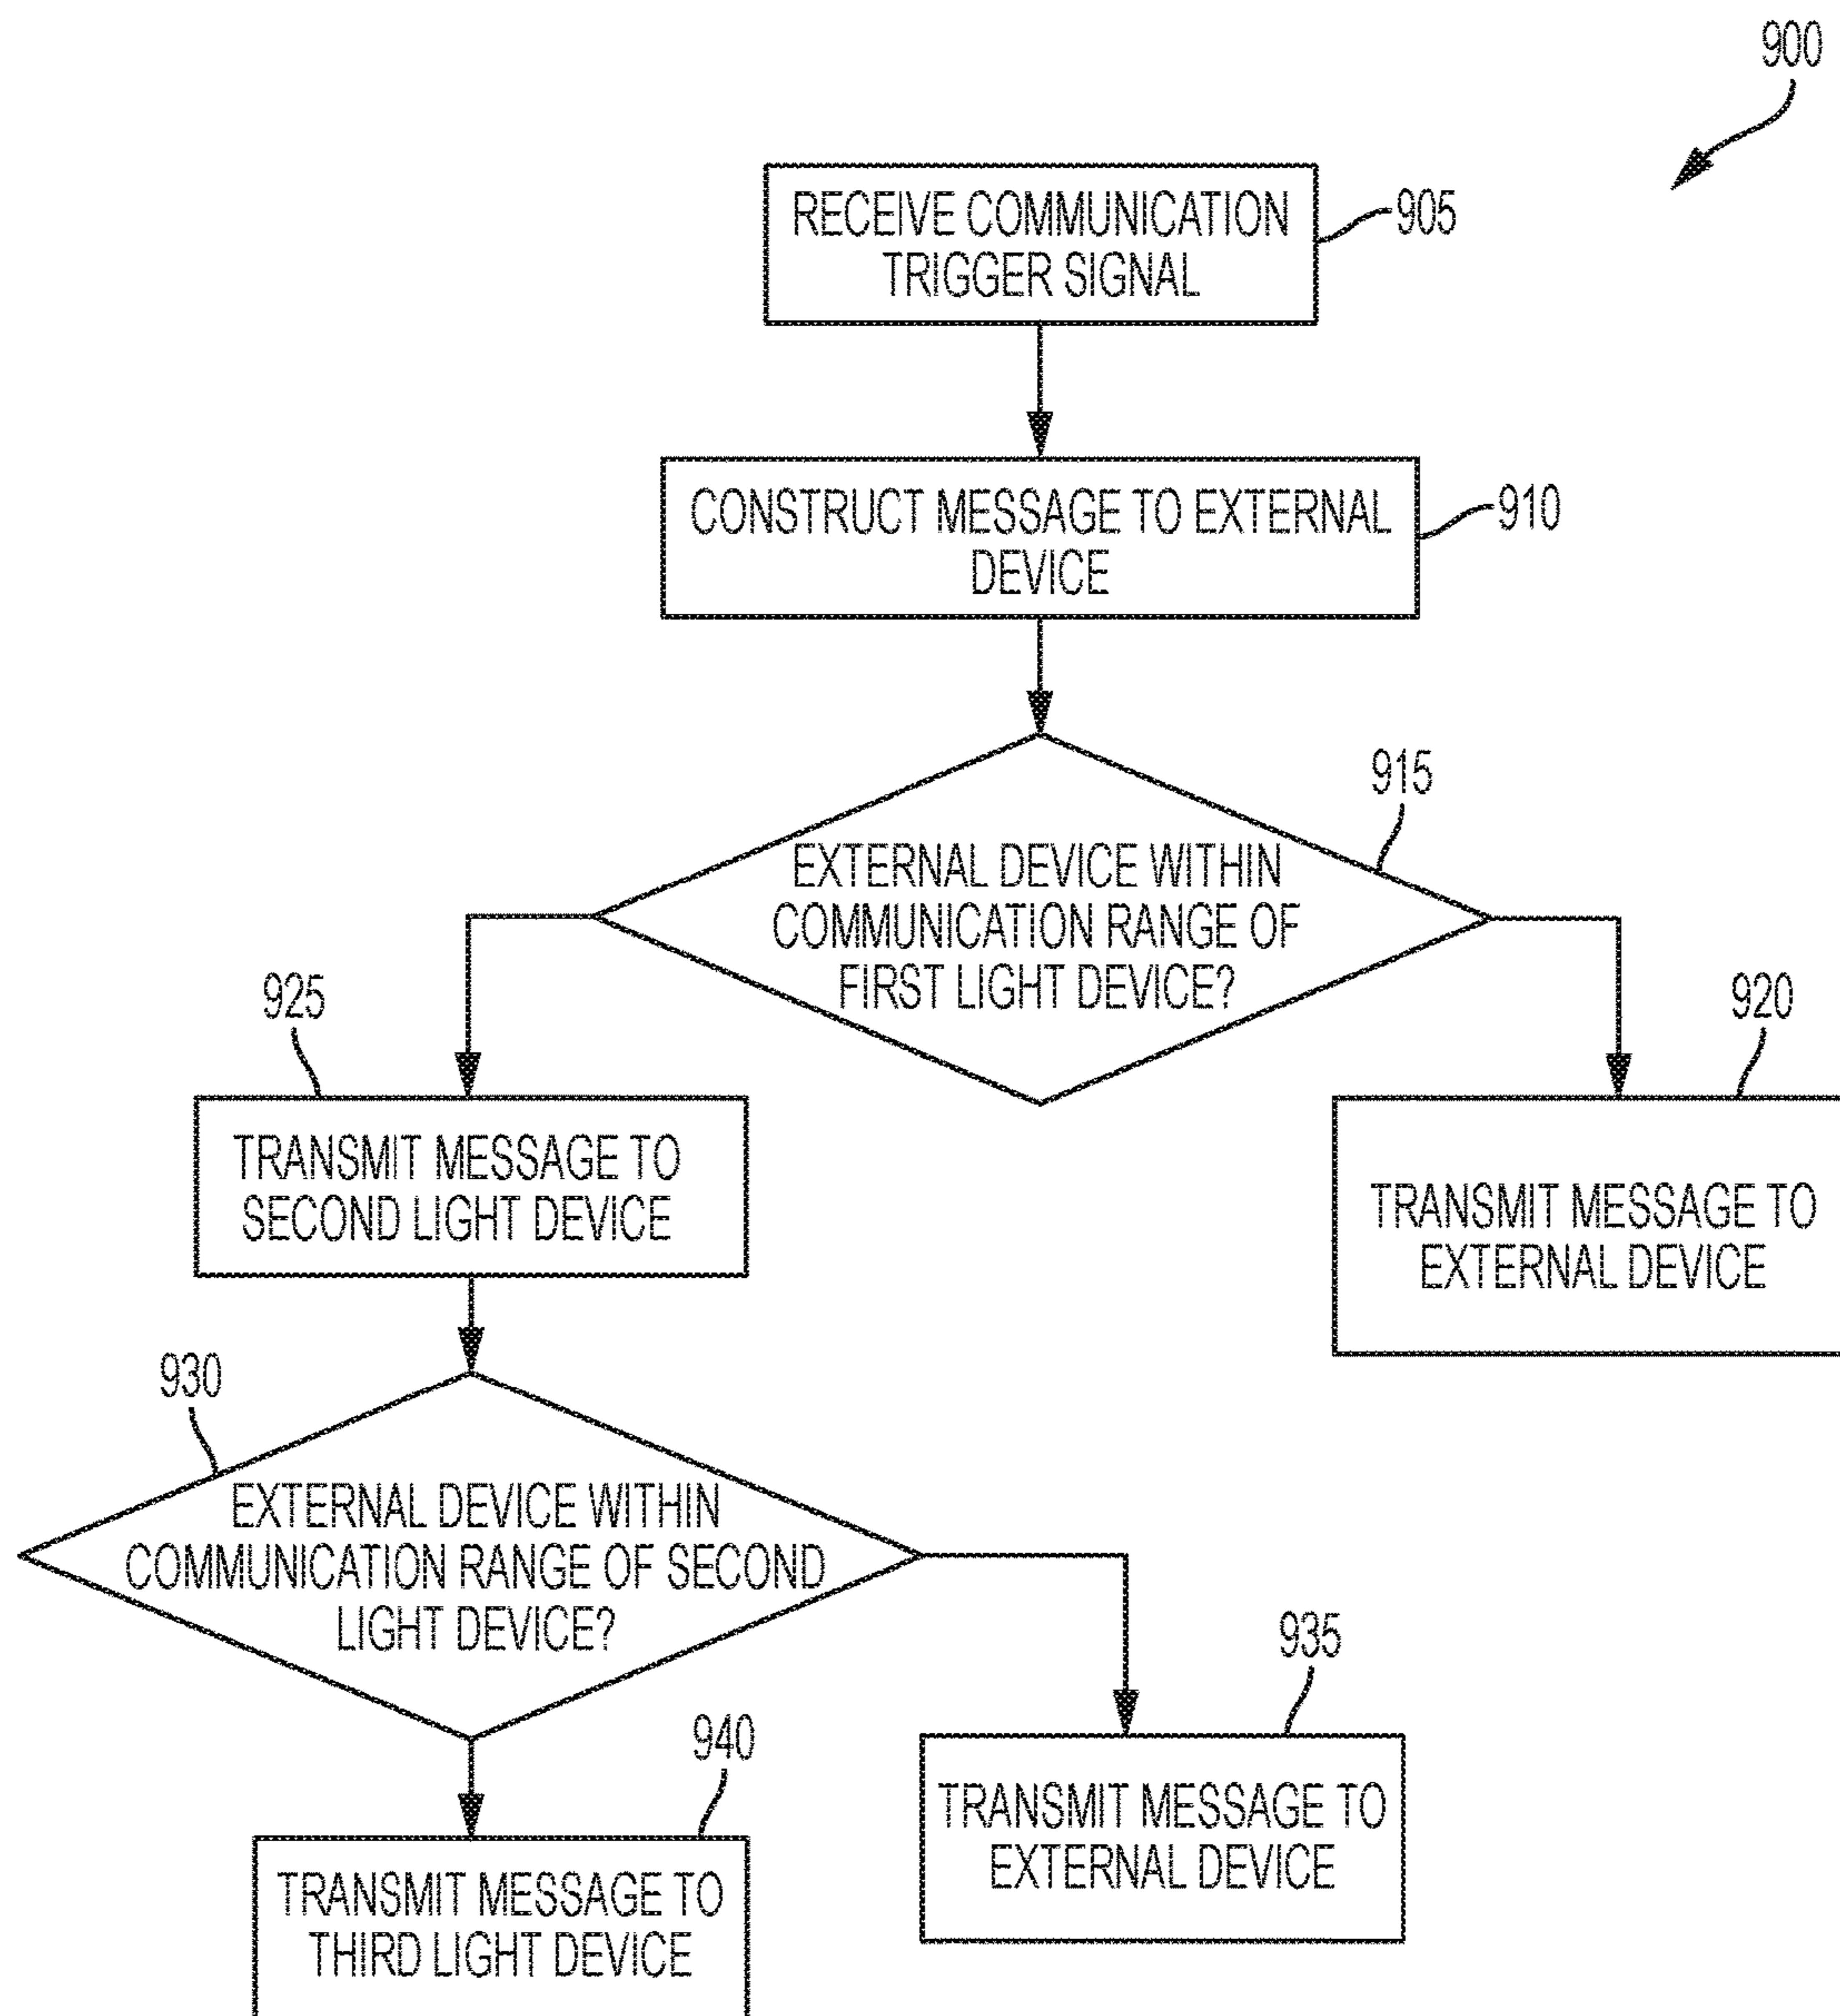 900
RECEIVE COMMUNICATION
TRIGGER SIGNAL
905
CONSTRUCT MESSAGE TO EXTERNAL
DEVICE
910
915
EXTERNAL DEVICE WITHIN
COMMUNICATION RANGE OF
FIRST LIGHT DEVICE?
925
920
TRANSMIT MESSAGE TO
SECOND LIGHT DEVICE
TRANSMIT MESSAGE TO
EXTERNAL DEVICE
930
EXTERNAL DEVICE WITHIN
COMMUNICATION RANGE OF SECOND
LIGHT DEVICE?
935
940
TRANSMIT MESSAGE TO
EXTERNAL DEVICE
TRANSMIT MESSAGE TO
THIRD LIGHT DEVICE